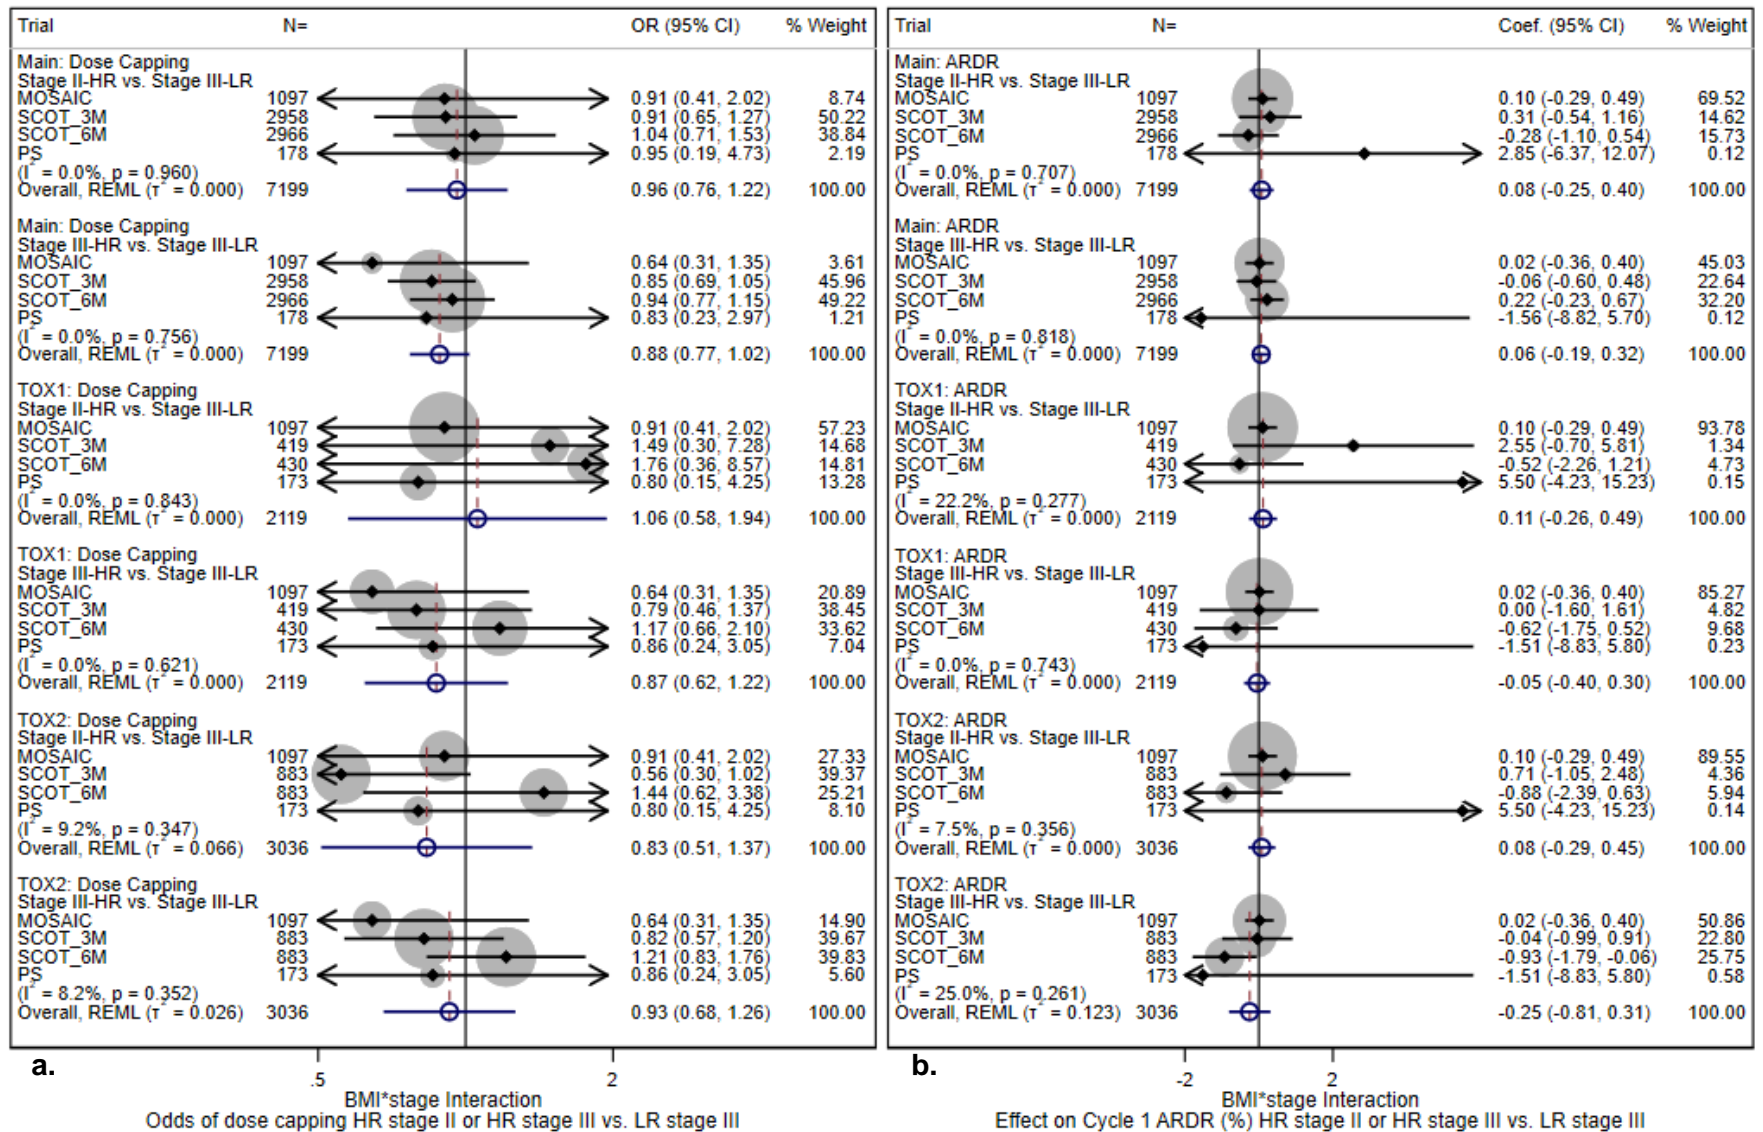 Trial N= OR (95% CI) % Weight
Main: Dose Capping
Stage II-HR vs. Stage III-LR
MOSAIC 1097 0.91 (0.41, 2.02) 8.74
SCOT_3M 2958 0.91 (0.65, 1.27) 50.22
SCOT_6M 2966 1.04 (0.71, 1.53) 38.84
PS 178 0.95 (0.19, 4.73) 2.19
(I² = 0.0%, p = 0.960)
Overall, REML (τ² = 0.000) 7199 0.96 (0.76, 1.22) 100.00
Main: Dose Capping
Stage III-HR vs. Stage III-LR
MOSAIC 1097 0.64 (0.31, 1.35) 3.61
SCOT_3M 2958 0.85 (0.69, 1.05) 45.96
SCOT_6M 2966 0.94 (0.77, 1.15) 49.22
PS 178 0.83 (0.23, 2.97) 1.21
(I² = 0.0%, p = 0.756)
Overall, REML (τ² = 0.000) 7199 0.88 (0.77, 1.02) 100.00
TOX1: Dose Capping
Stage II-HR vs. Stage III-LR
MOSAIC 1097 0.91 (0.41, 2.02) 57.23
SCOT_3M 419 1.49 (0.30, 7.28) 14.68
SCOT_6M 430 1.76 (0.36, 8.57) 14.81
PS 173 0.80 (0.15, 4.25) 13.28
(I² = 0.0%, p = 0.843)
Overall, REML (τ² = 0.000) 2119 1.06 (0.58, 1.94) 100.00
TOX1: Dose Capping
Stage III-HR vs. Stage III-LR
MOSAIC 1097 0.64 (0.31, 1.35) 20.89
SCOT_3M 419 0.79 (0.46, 1.37) 38.45
SCOT_6M 430 1.17 (0.66, 2.10) 33.62
PS 173 0.86 (0.24, 3.05) 7.04
(I² = 0.0%, p = 0.621)
Overall, REML (τ² = 0.000) 2119 0.87 (0.62, 1.22) 100.00
TOX2: Dose Capping
Stage II-HR vs. Stage III-LR
MOSAIC 1097 0.91 (0.41, 2.02) 27.33
SCOT_3M 883 0.56 (0.30, 1.02) 39.37
SCOT_6M 883 1.44 (0.62, 3.38) 25.21
PS 173 0.80 (0.15, 4.25) 8.10
(I² = 9.2%, p = 0.347)
Overall, REML (τ² = 0.066) 3036 0.83 (0.51, 1.37) 100.00
TOX2: Dose Capping
Stage III-HR vs. Stage III-LR
MOSAIC 1097 0.64 (0.31, 1.35) 14.90
SCOT_3M 883 0.82 (0.57, 1.20) 39.67
SCOT_6M 883 1.21 (0.83, 1.76) 39.83
PS 173 0.86 (0.24, 3.05) 5.60
(I² = 8.2%, p = 0.352)
Overall, REML (τ² = 0.026) 3036 0.93 (0.68, 1.26) 100.00
a.
.5 2
BMI*stage Interaction
Odds of dose capping HR stage II or HR stage III vs. LR stage III
Trial N= Coef. (95% CI) % Weight
Main: ARDR
Stage II-HR vs. Stage III-LR
MOSAIC 1097 0.10 (-0.29, 0.49) 69.52
SCOT_3M 2958 0.31 (-0.54, 1.16) 14.62
SCOT_6M 2966 -0.28 (-1.10, 0.54) 15.73
PS 178 2.85 (-6.37, 12.07) 0.12
(I² = 0.0%, p = 0.707)
Overall, REML (τ² = 0.000) 7199 0.08 (-0.25, 0.40) 100.00
Main: ARDR
Stage III-HR vs. Stage III-LR
MOSAIC 1097 0.02 (-0.36, 0.40) 45.03
SCOT_3M 2958 -0.06 (-0.60, 0.48) 22.64
SCOT_6M 2966 0.22 (-0.23, 0.67) 32.20
PS 178 -1.56 (-8.82, 5.70) 0.12
(I² = 0.0%, p = 0.818)
Overall, REML (τ² = 0.000) 7199 0.06 (-0.19, 0.32) 100.00
TOX1: ARDR
Stage II-HR vs. Stage III-LR
MOSAIC 1097 0.10 (-0.29, 0.49) 93.78
SCOT_3M 419 2.55 (-0.70, 5.81) 1.34
SCOT_6M 430 -0.52 (-2.26, 1.21) 4.73
PS 173 5.50 (-4.23, 15.23) 0.15
(I² = 22.2%, p = 0.277)
Overall, REML (τ² = 0.000) 2119 0.11 (-0.26, 0.49) 100.00
TOX1: ARDR
Stage III-HR vs. Stage III-LR
MOSAIC 1097 0.02 (-0.36, 0.40) 85.27
SCOT_3M 419 0.00 (-1.60, 1.61) 4.82
SCOT_6M 430 -0.62 (-1.75, 0.52) 9.68
PS 173 -1.51 (-8.83, 5.80) 0.23
(I² = 0.0%, p = 0.743)
Overall, REML (τ² = 0.000) 2119 -0.05 (-0.40, 0.30) 100.00
TOX2: ARDR
Stage II-HR vs. Stage III-LR
MOSAIC 1097 0.10 (-0.29, 0.49) 89.55
SCOT_3M 883 0.71 (-1.05, 2.48) 4.36
SCOT_6M 883 -0.88 (-2.39, 0.63) 5.94
PS 173 5.50 (-4.23, 15.23) 0.14
(I² = 7.5%, p = 0.356)
Overall, REML (τ² = 0.000) 3036 0.08 (-0.29, 0.45) 100.00
TOX2: ARDR
Stage III-HR vs. Stage III-LR
MOSAIC 1097 0.02 (-0.36, 0.40) 50.86
SCOT_3M 883 -0.04 (-0.99, 0.91) 22.80
SCOT_6M 883 -0.93 (-1.79, -0.06) 25.75
PS 173 -1.51 (-8.83, 5.80) 0.58
(I² = 25.0%, p = 0.261)
Overall, REML (τ² = 0.123) 3036 -0.25 (-0.81, 0.31) 100.00
b.
-2 2
BMI*stage Interaction
Effect on Cycle 1 ARDR (%) HR stage II or HR stage III vs. LR stage III